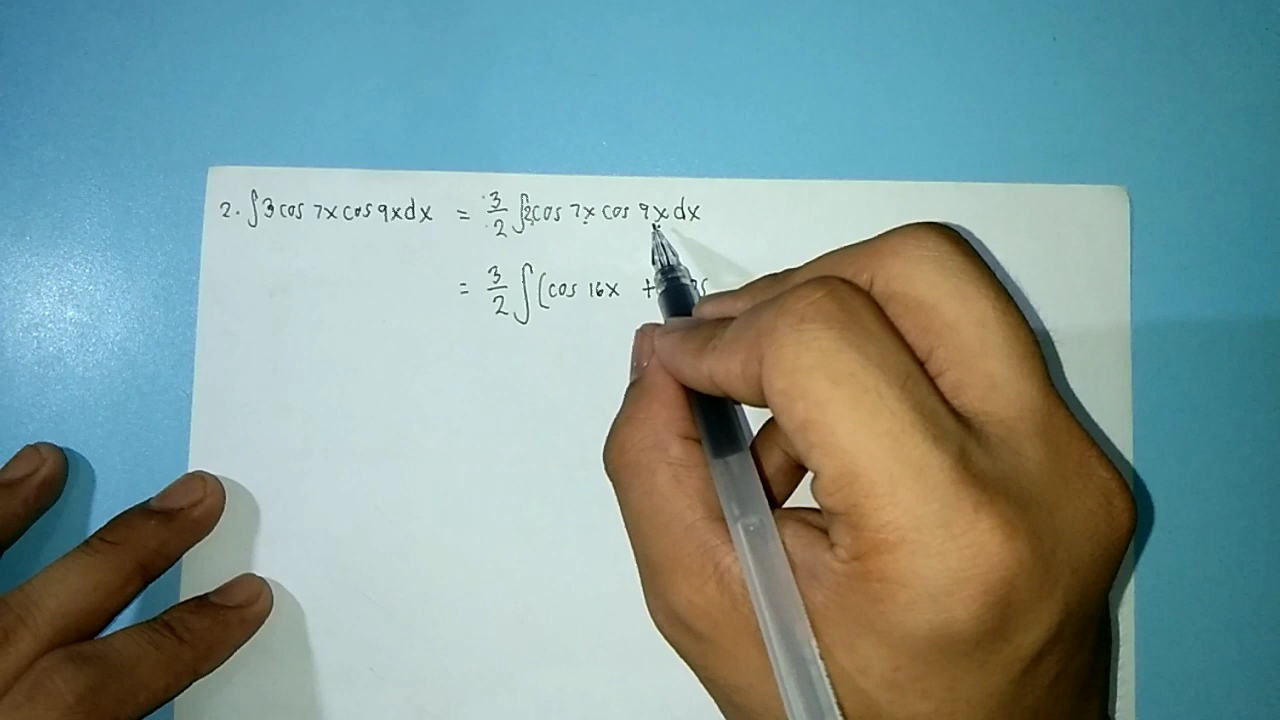 2. ∫3 cos 7x cos 9x dx = 3/2 ∫2cos 7x cos 9x dx
= 3/2 ∫(cos 16x +